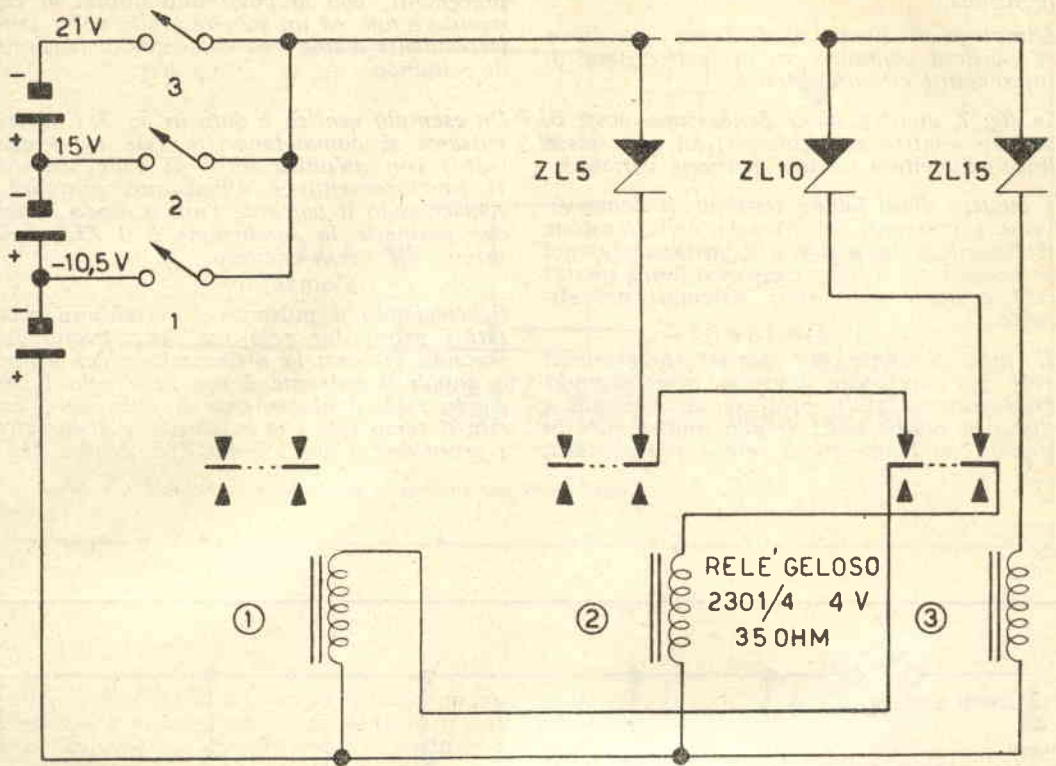 21V
3
15V
2
-10,5V
1
ZL5
ZL10
ZL15
1
2
3
RELE' GELOSO
2301/4 4 V
35 OHM